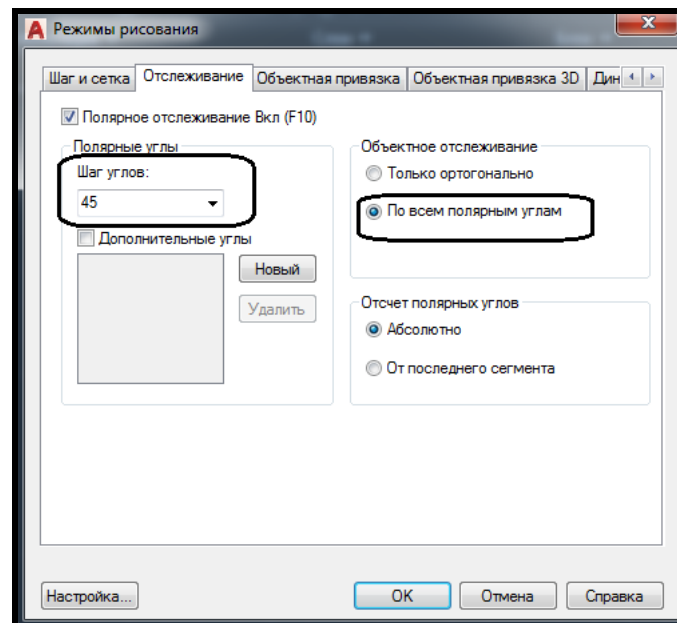 Режимы рисования
Шаг и сетка Отслеживание Объектная привязка Объектная привязка 3D Дин
Полярное отслеживание Вкл (F10)
Полярные углы
Шаг углов:
45
Дополнительные углы
Новый
Удалить
Объектное отслеживание
Только ортогонально
По всем полярным углам
Отсчет полярных углов
Абсолютно
От последнего сегмента
Настройка... OK Отмена Справка